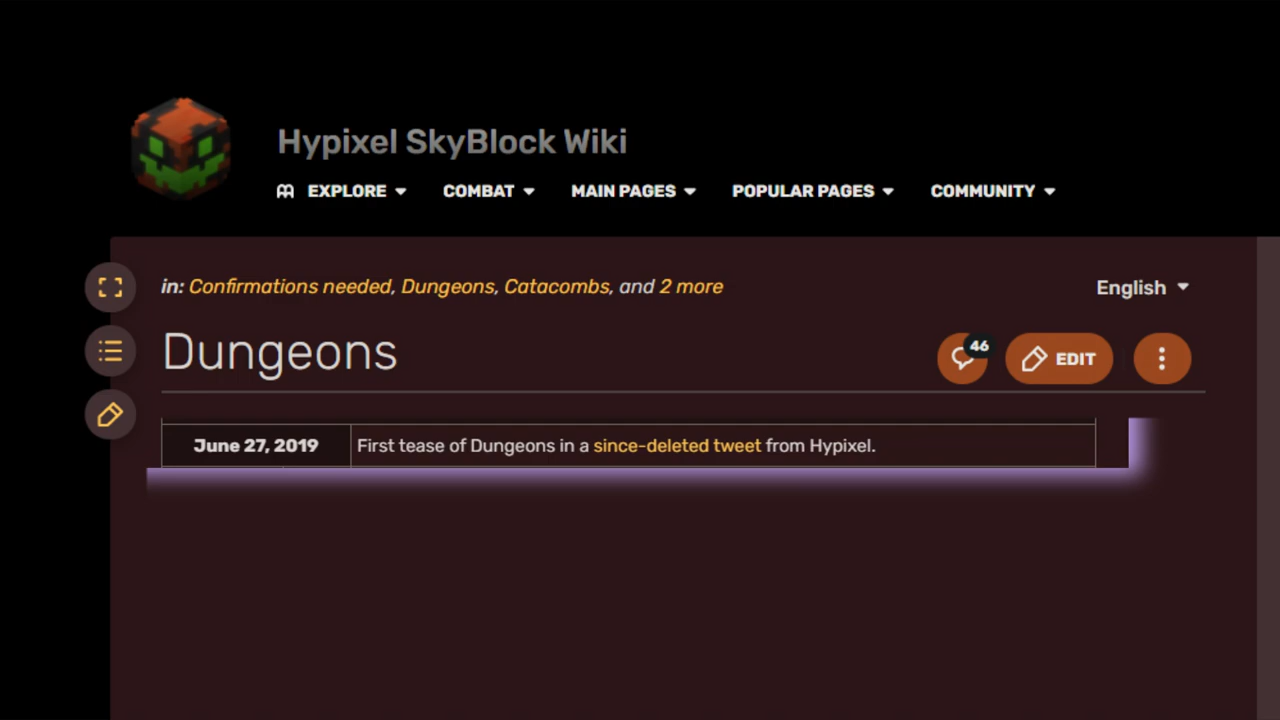 Hypixel SkyBlock Wiki
EXPLORE COMBAT MAIN PAGES POPULAR PAGES COMMUNITY
in: Confirmations needed, Dungeons, Catacombs, and 2 more
English
Dungeons
46
EDIT
June 27, 2019 First tease of Dungeons in a since-deleted tweet from Hypixel.